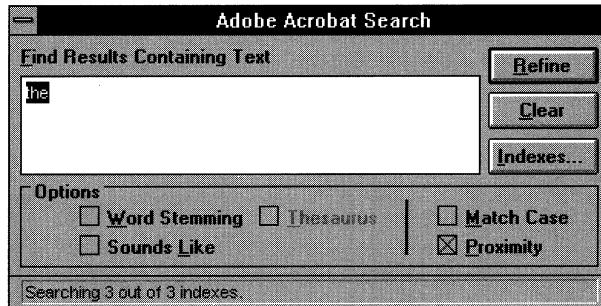 Adobe Acrobat Search
Find Results Containing Text
Refine
the
Clear
Indexes...
Options
Word Stemming Thesaurus Match Case
Sounds Like Proximity
Searching 3 out of 3 indexes.